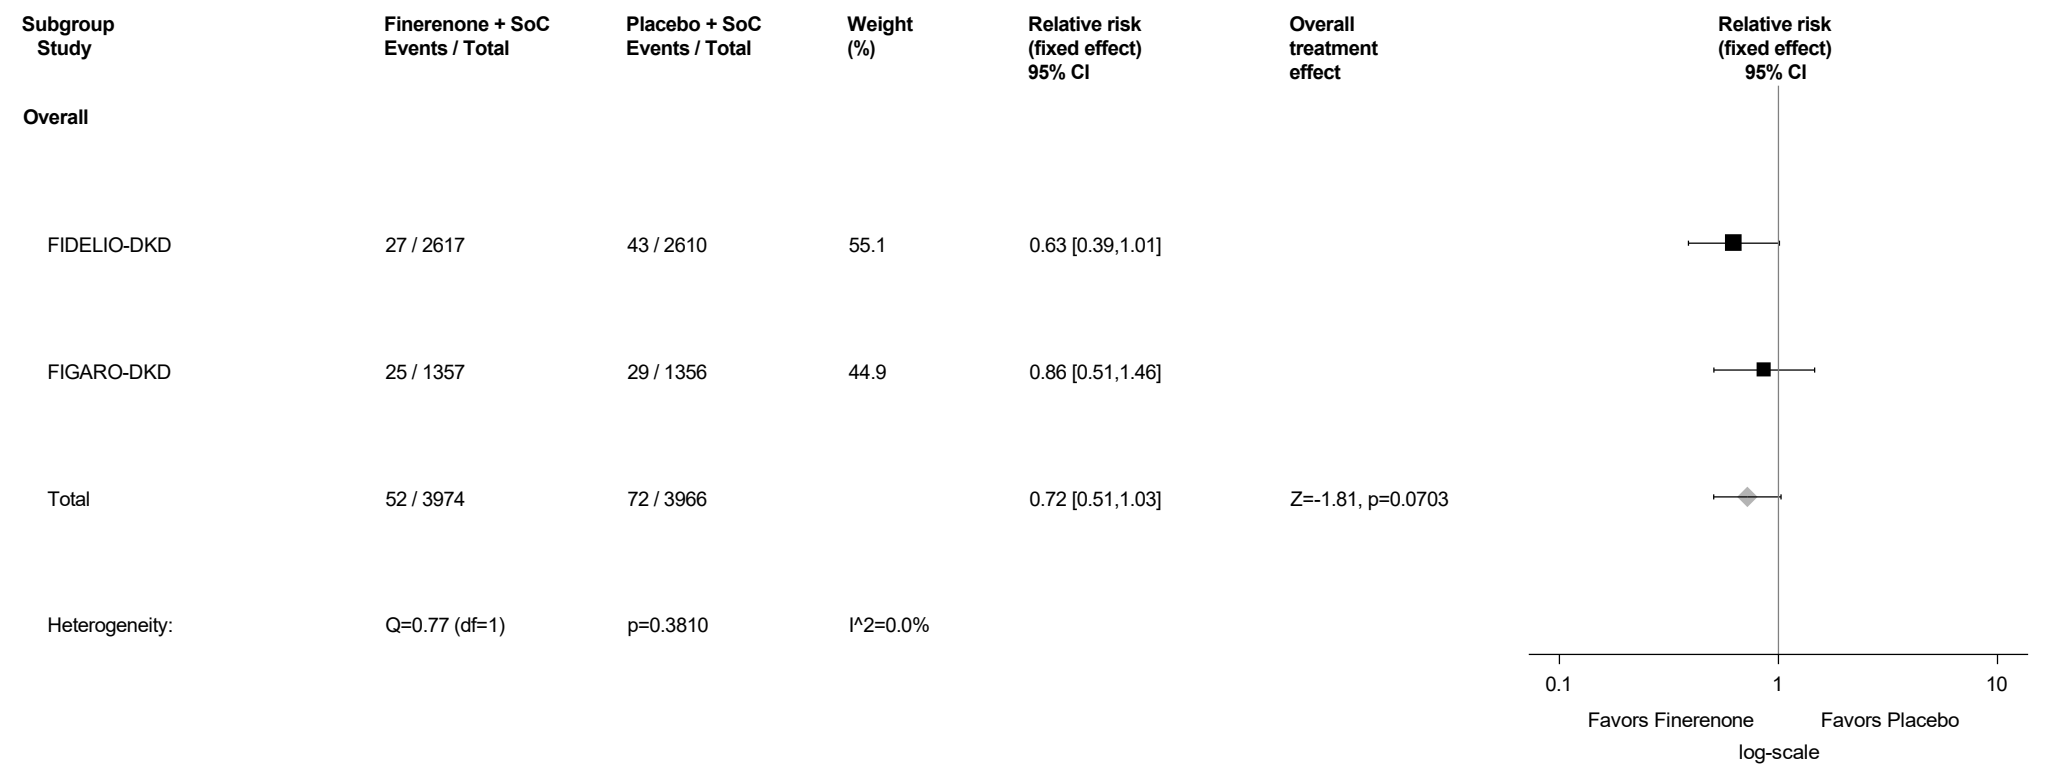 Subgroup Finerenone + SoC Placebo + SoC Weight Relative risk Overall Relative risk
Study Events / Total Events / Total (%) (fixed effect) treatment (fixed effect)
95% CI effect 95% CI
Overall
FIDELIO-DKD 27 / 2617 43 / 2610 55.1 0.63 [0.39,1.01]
FIGARO-DKD 25 / 1357 29 / 1356 44.9 0.86 [0.51,1.46]
Total 52 / 3974 72 / 3966 0.72 [0.51,1.03] Z=-1.81, p=0.0703
Heterogeneity: Q=0.77 (df=1) p=0.3810 I^2=0.0%
0.1 1 10
Favors Finerenone Favors Placebo
log-scale